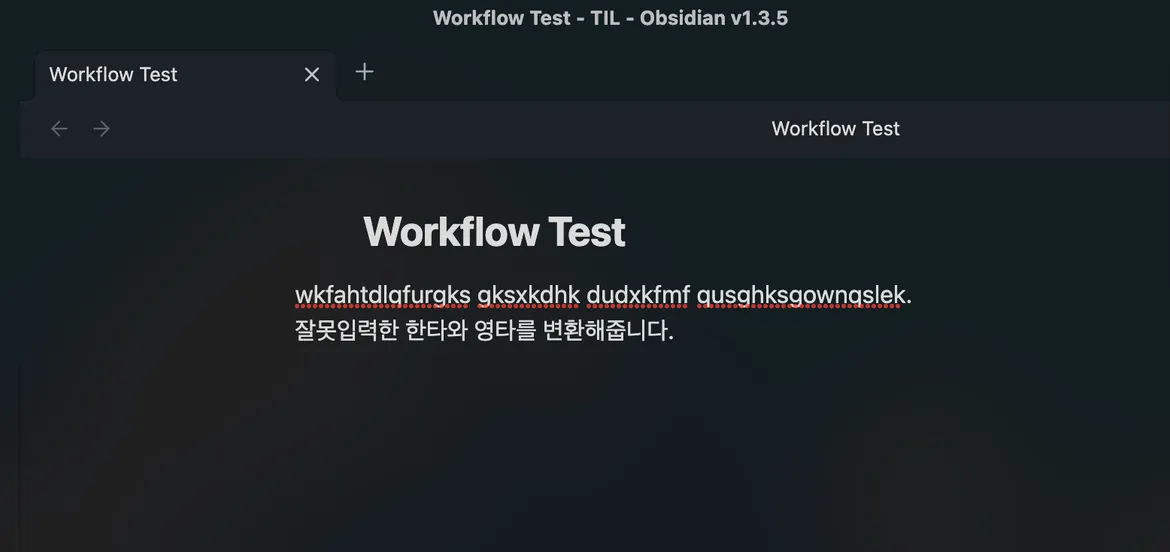 Workflow Test - TIL - Obsidian v1.3.5
Workflow Test
Workflow Test
Workflow Test
wkfahtdlqfurgks gksxkdhk dudxkfmf qusghksgownqslek.
잘못입력한 한타와 영타를 변환해줍니다.